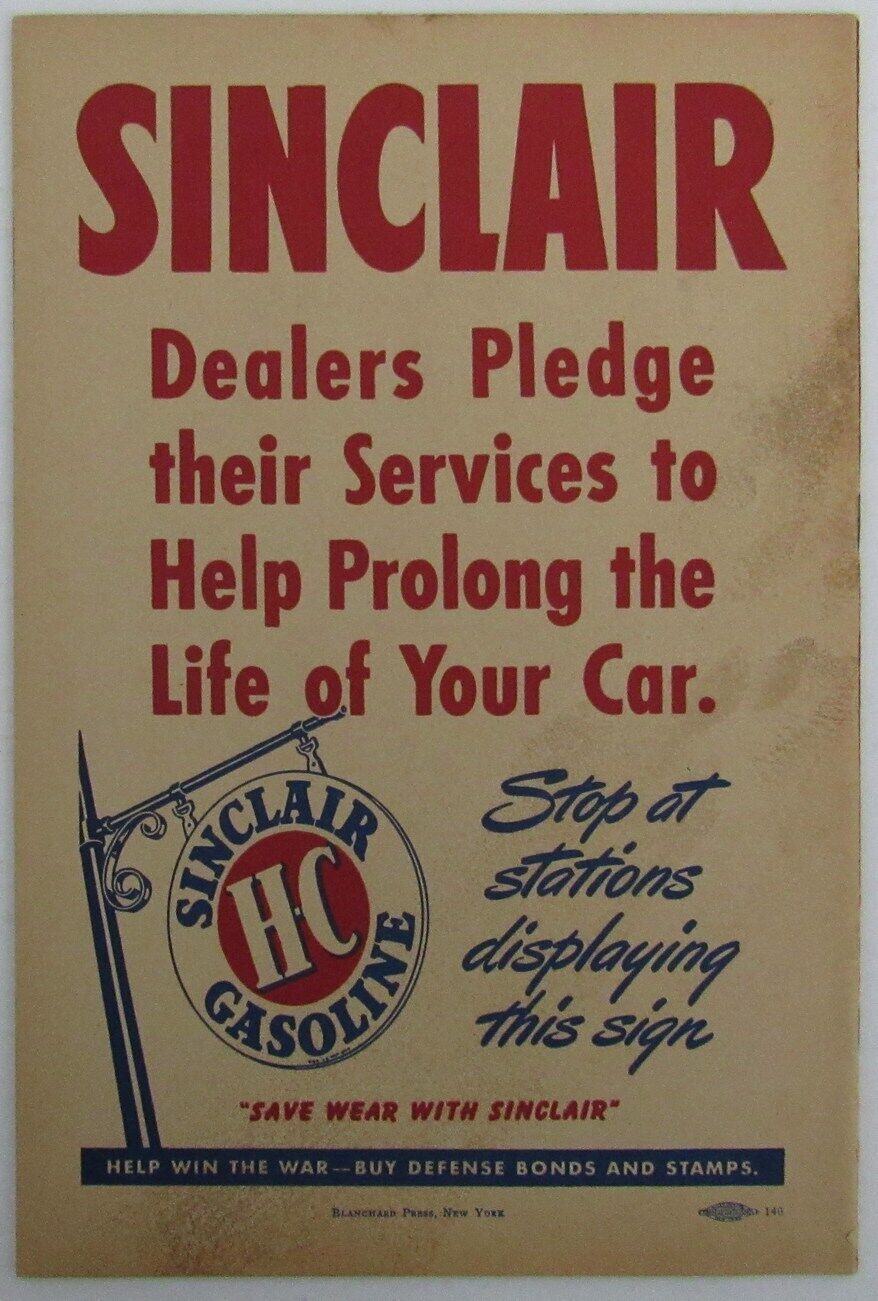 SINCLAIR
Dealers Pledge
their Services to
Help Prolong the
Life of Your Car.
SINCLAIR
H-C
GASOLINE
Stop at
stations
displaying
this sign
"SAVE WEAR WITH SINCLAIR"
HELP WIN THE WAR--BUY DEFENSE BONDS AND STAMPS.
BLANCHARD PRESS, NEW YORK
140